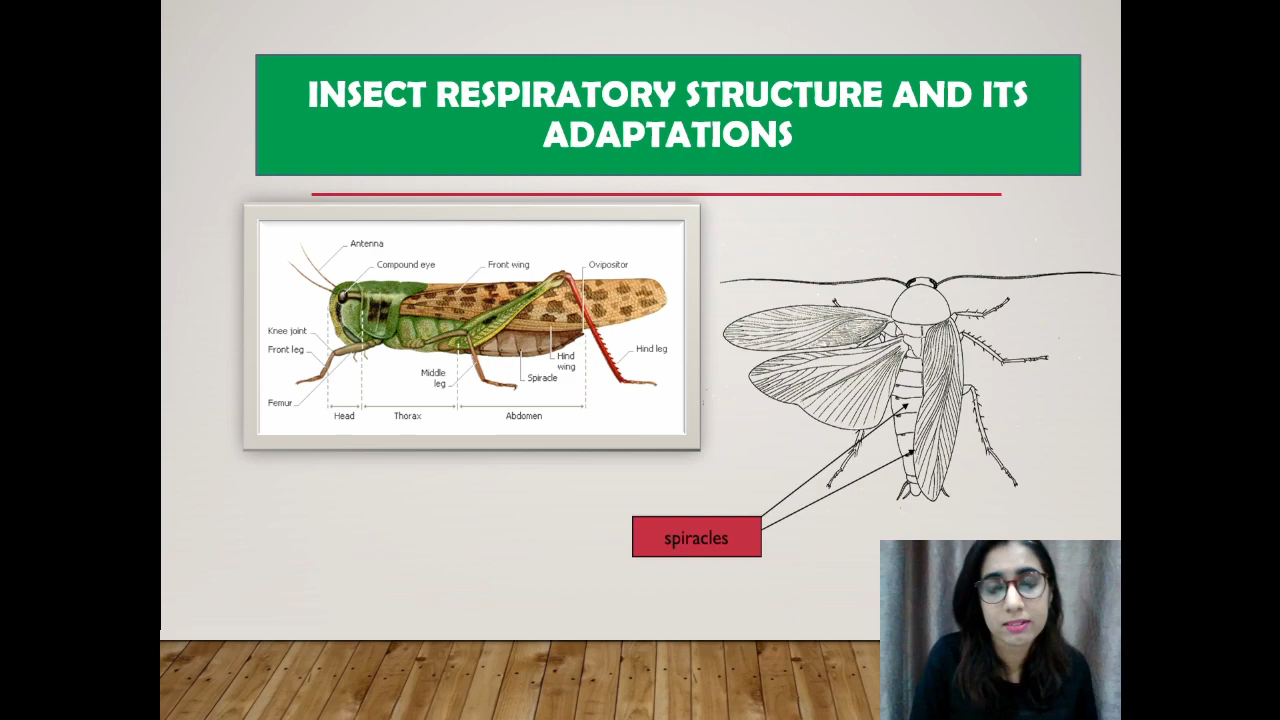 INSECT RESPIRATORY STRUCTURE AND ITS
ADAPTATIONS
Antenna
Compound eye
Front wing
Ovipositor
Knee joint
Front leg
Hind leg
Hind
wing
Middle
leg
Spiracle
Femur
Head
Thorax
Abdomen
spiracles